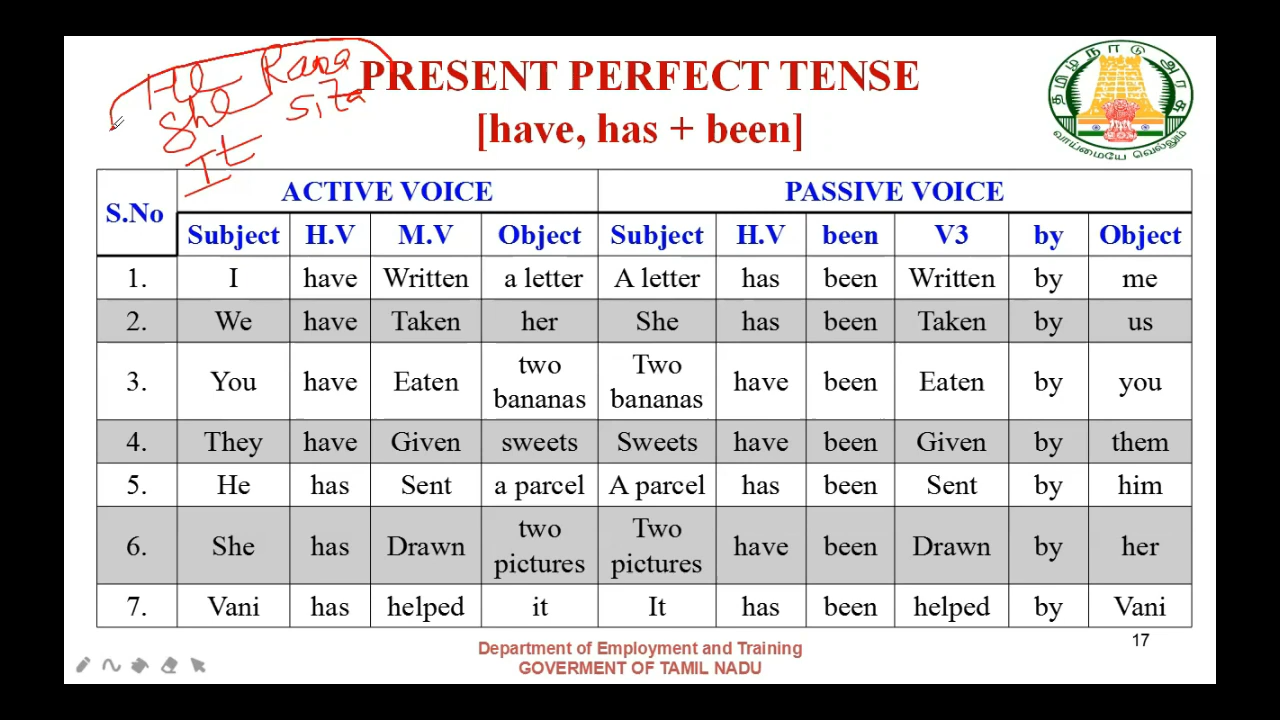 He Rama
She Sita
It
PRESENT PERFECT TENSE
[have, has + been]
தமிழ்நாடு அரசு
வாய்மையே வெல்லும்
S.No ACTIVE VOICE PASSIVE VOICE
Subject H.V M.V Object Subject H.V been V3 by Object
1. I have Written a letter A letter has been Written by me
2. We have Taken her She has been Taken by us
3. You have Eaten two bananas Two bananas have been Eaten by you
4. They have Given sweets Sweets have been Given by them
5. He has Sent a parcel A parcel has been Sent by him
6. She has Drawn two pictures Two pictures have been Drawn by her
7. Vani has helped it It has been helped by Vani
17
Department of Employment and Training
GOVERMENT OF TAMIL NADU